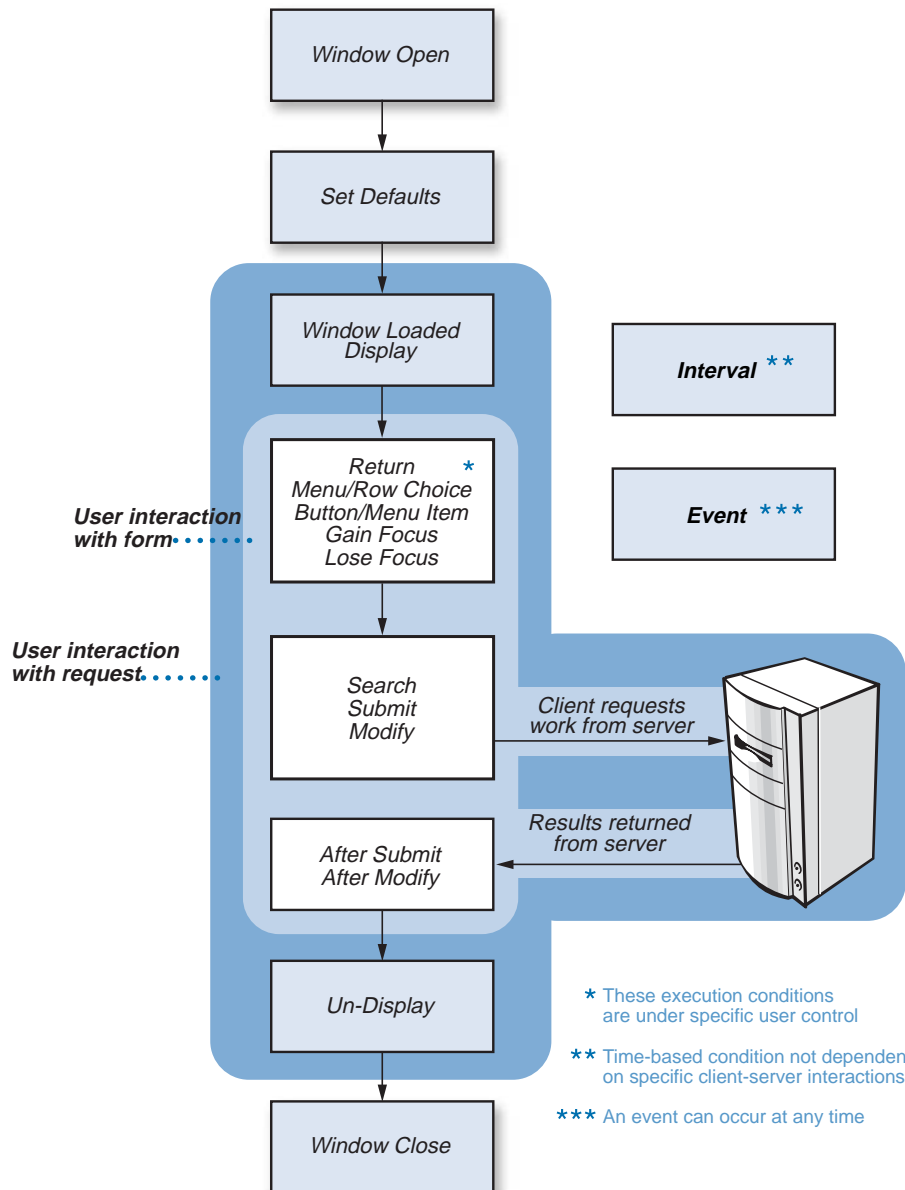 Window Open
Set Defaults
Window Loaded
Display
Interval **
Return *
Menu/Row Choice
Button/Menu Item
Gain Focus
Lose Focus
Event ***
User interaction
with form
User interaction
with request
Search
Submit
Modify
Client requests
work from server
Results returned
from server
After Submit
After Modify
Un-Display
* These execution conditions
are under specific user control
** Time-based condition not dependen
on specific client-server interactions
*** An event can occur at any time
Window Close